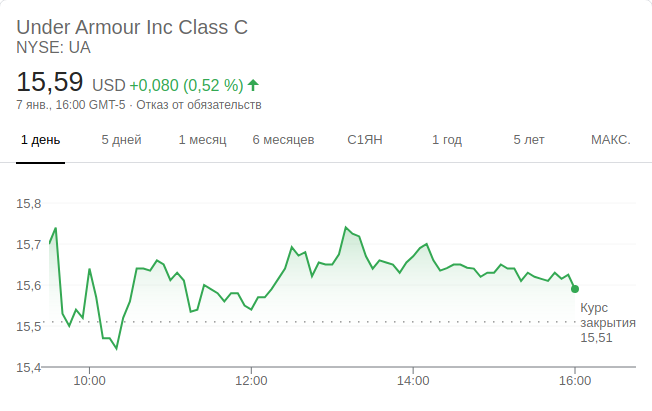 Under Armour Inc Class C
NYSE: UA
15,59 USD +0,080 (0,52 %)
7 янв., 16:00 GMT-5 · Отказ от обязательств
1 день 5 дней 1 месяц 6 месяцев С1ЯН 1 год 5 лет МАКС.
15,8
15,7
15,6
15,5
15,4
Курс
закрытия
15,51
10:00 12:00 14:00 16:00